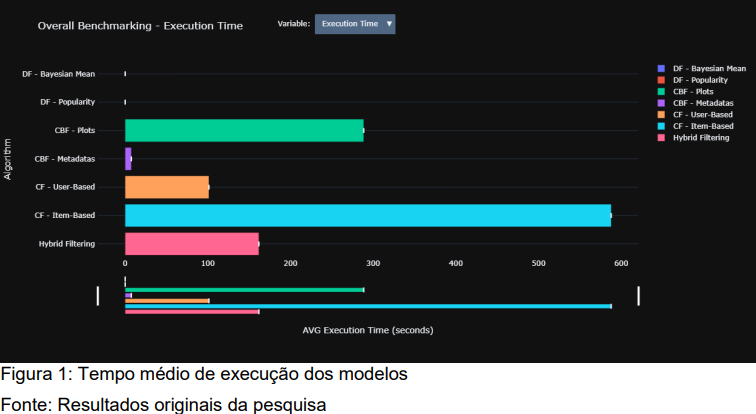 Overall Benchmarking - Execution Time
Variable:
Execution Time ▼
DF - Bayesian Mean
DF - Popularity
CBF - Plots
CBF - Metadatas
CF - User-Based
CF - Item-Based
Hybrid Filtering
Algorithm
0 100 200 300 400 500 600
AVG Execution Time (seconds)
DF - Bayesian Mean
DF - Popularity
CBF - Plots
CBF - Metadatas
CF - User-Based
CF - Item-Based
Hybrid Filtering
Figura 1: Tempo médio de execução dos modelos
Fonte: Resultados originais da pesquisa